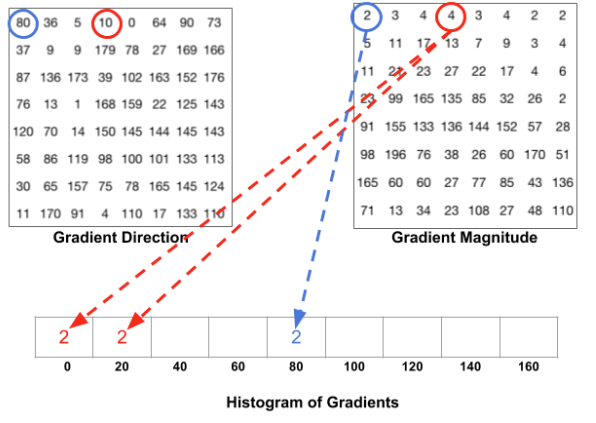 80 36 5 10 0 64 90 73
37 9 9 179 78 27 169 166
87 136 173 39 102 163 152 176
76 13 1 168 159 22 125 143
120 70 14 150 145 144 145 143
58 86 119 98 100 101 133 113
30 65 157 75 78 165 145 124
11 170 91 4 110 17 133 110
Gradient Direction
2 3 4 4 3 4 2 2
5 11 17 13 7 9 3 4
11 21 23 27 22 17 4 6
23 99 165 135 85 32 26 2
91 155 133 136 144 152 57 28
98 196 76 38 26 60 170 51
165 60 60 27 77 85 43 136
71 13 34 23 108 27 48 110
Gradient Magnitude
2 2 2
0 20 40 60 80 100 120 140 160
Histogram of Gradients